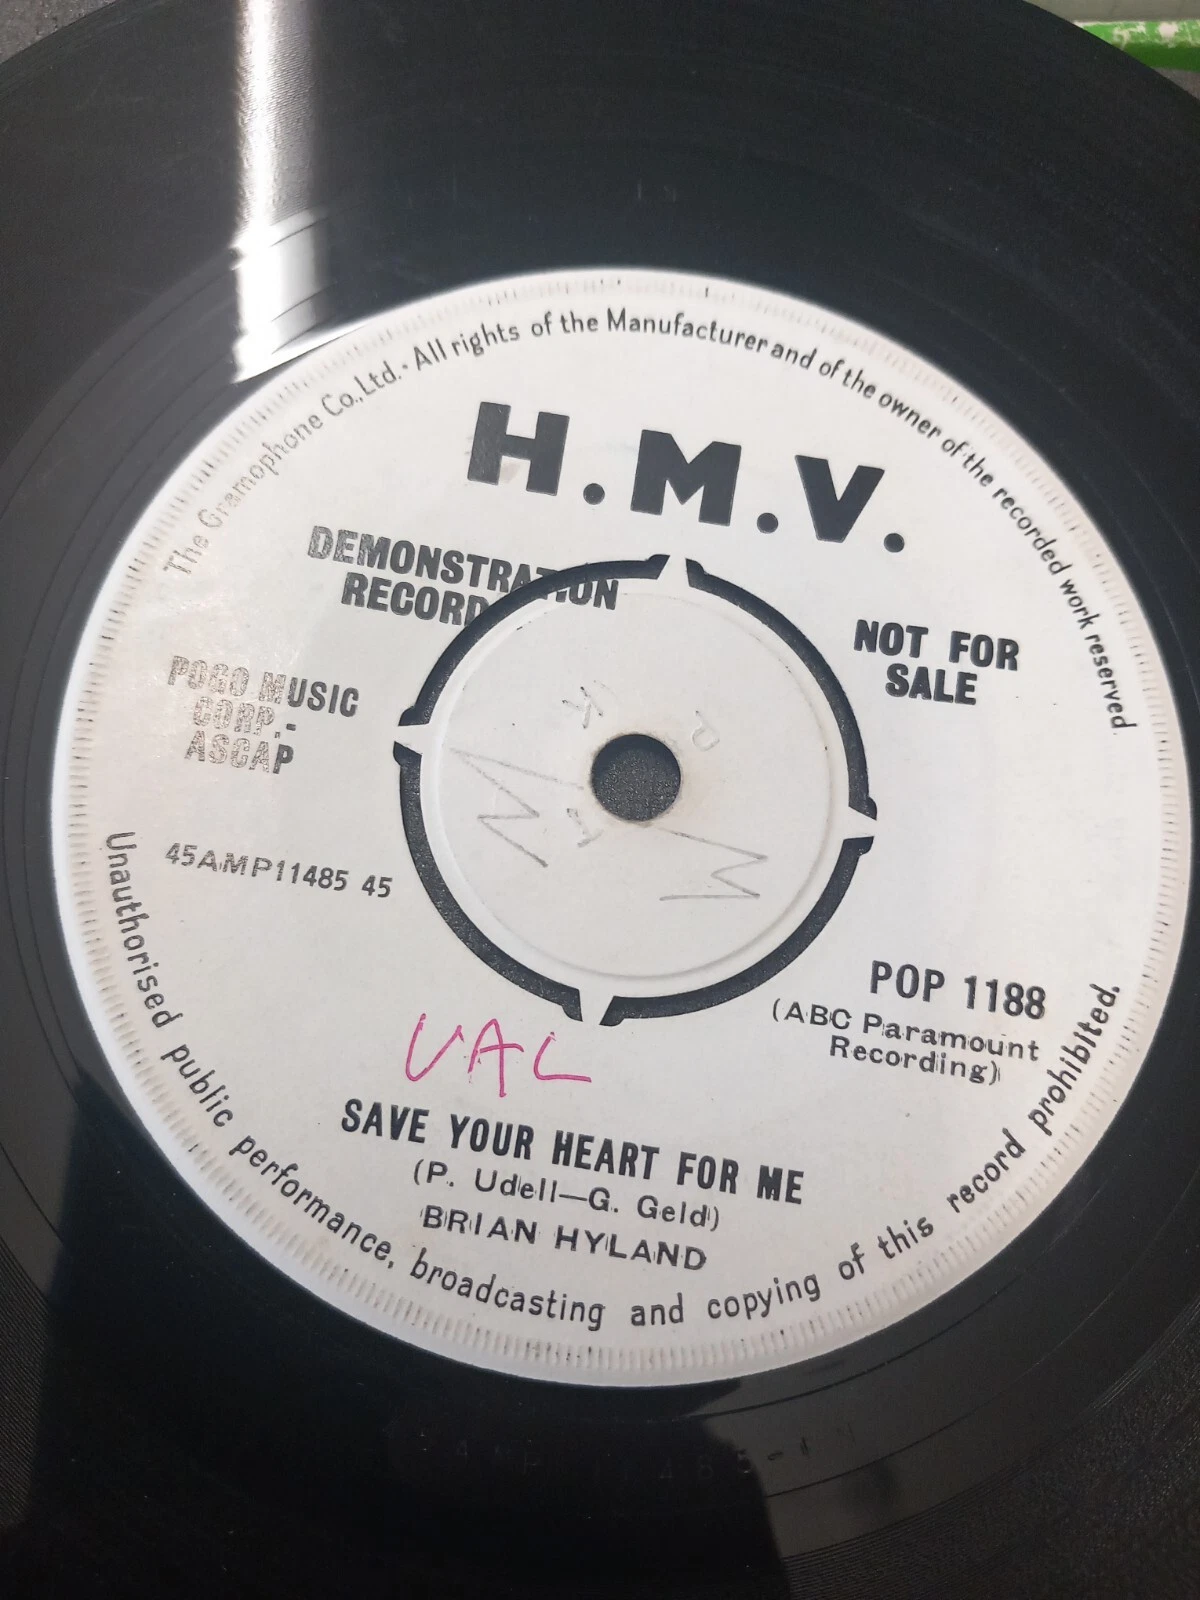 The Gramophone Co., Ltd. · All rights of the Manufacturer and of the owner of the recorded work reserved.
H.M.V.
DEMONSTRATION
RECORD
NOT FOR
SALE
POGO MUSIC
CORP.-
ASCAP
45AMP11485 45
POP 1188
(ABC Paramount
Recording)
VAL
SAVE YOUR HEART FOR ME
(P. Udell—G. Geld)
BRIAN HYLAND
Unauthorised public performance, broadcasting and copying of this record prohibited.